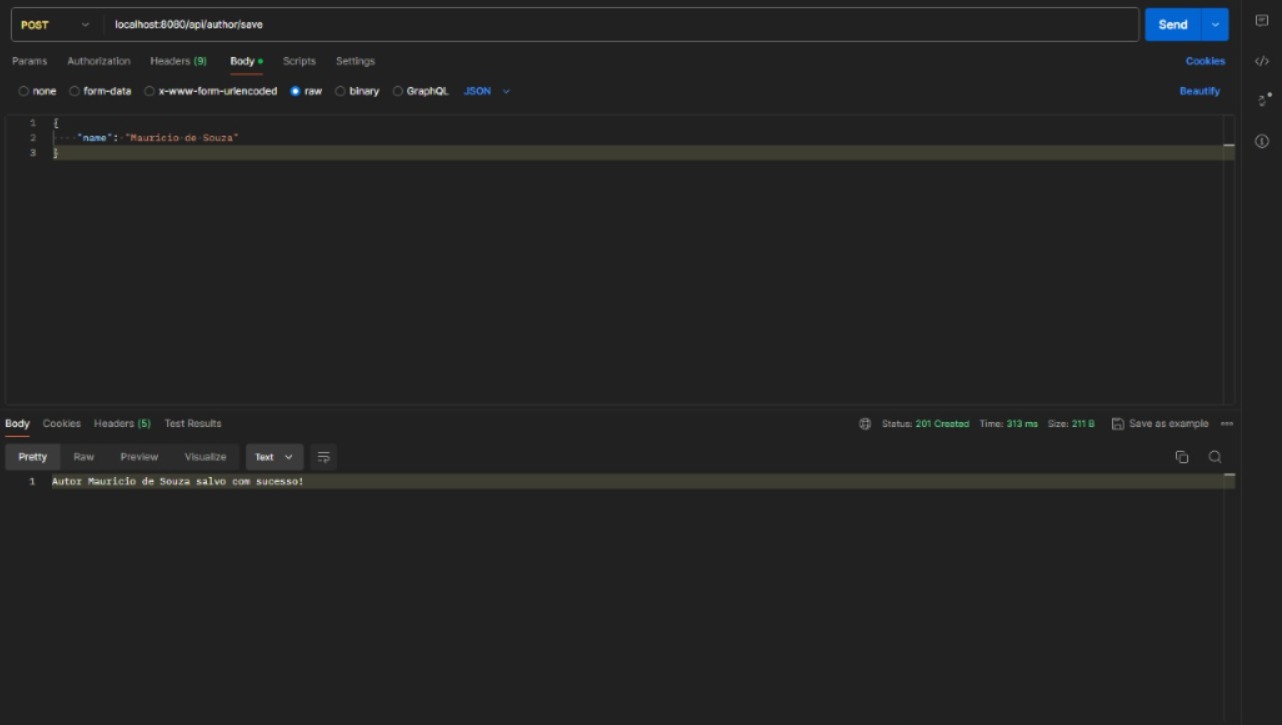 POST localhost:8080/api/author/save Send
Params Authorization Headers (9) Body Scripts Settings Cookies
none form-data x-www-form-urlencoded raw binary GraphQL JSON Beautify
1 {
2 "name": "Mauricio de Souza"
3 }
Body Cookies Headers (5) Test Results Status: 201 Created Time: 313 ms Size: 211 B Save as example
Pretty Raw Preview Visualize Text
1 Autor Mauricio de Souza salvo com sucesso!